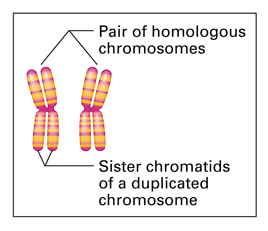 Pair of homologous
chromosomes
Sister chromatids
of a duplicated
chromosome